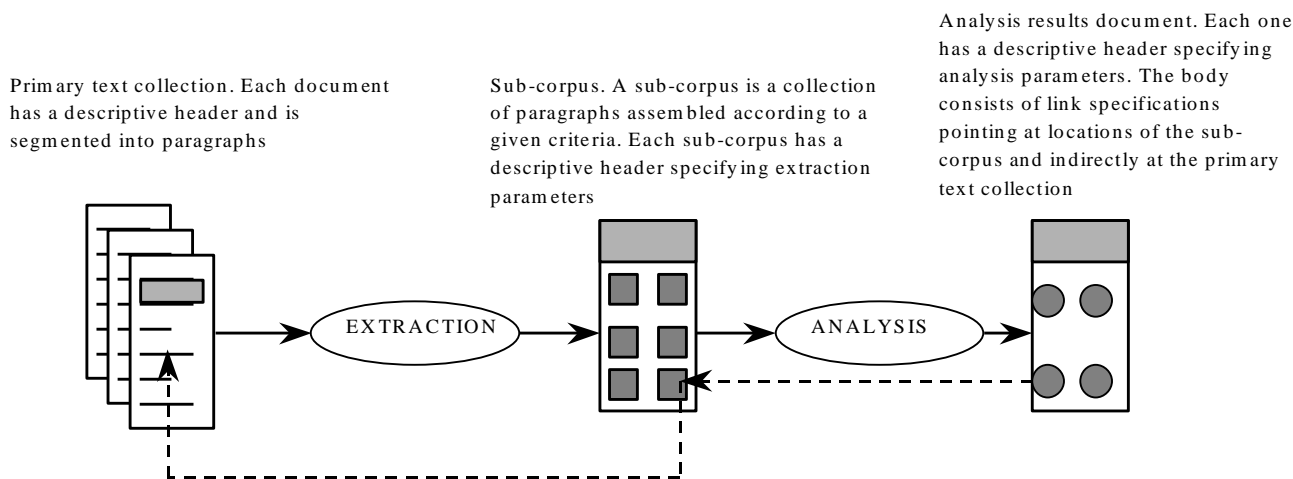 Primary text collection. Each document
has a descriptive header and is
segmented into paragraphs
Sub-corpus. A sub-corpus is a collection
of paragraphs assembled according to a
given criteria. Each sub-corpus has a
descriptive header specifying extraction
parameters
Analysis results document. Each one
has a descriptive header specifying
analysis parameters. The body
consists of link specifications
pointing at locations of the sub-
corpus and indirectly at the primary
text collection
EXTRACTION
ANALYSIS